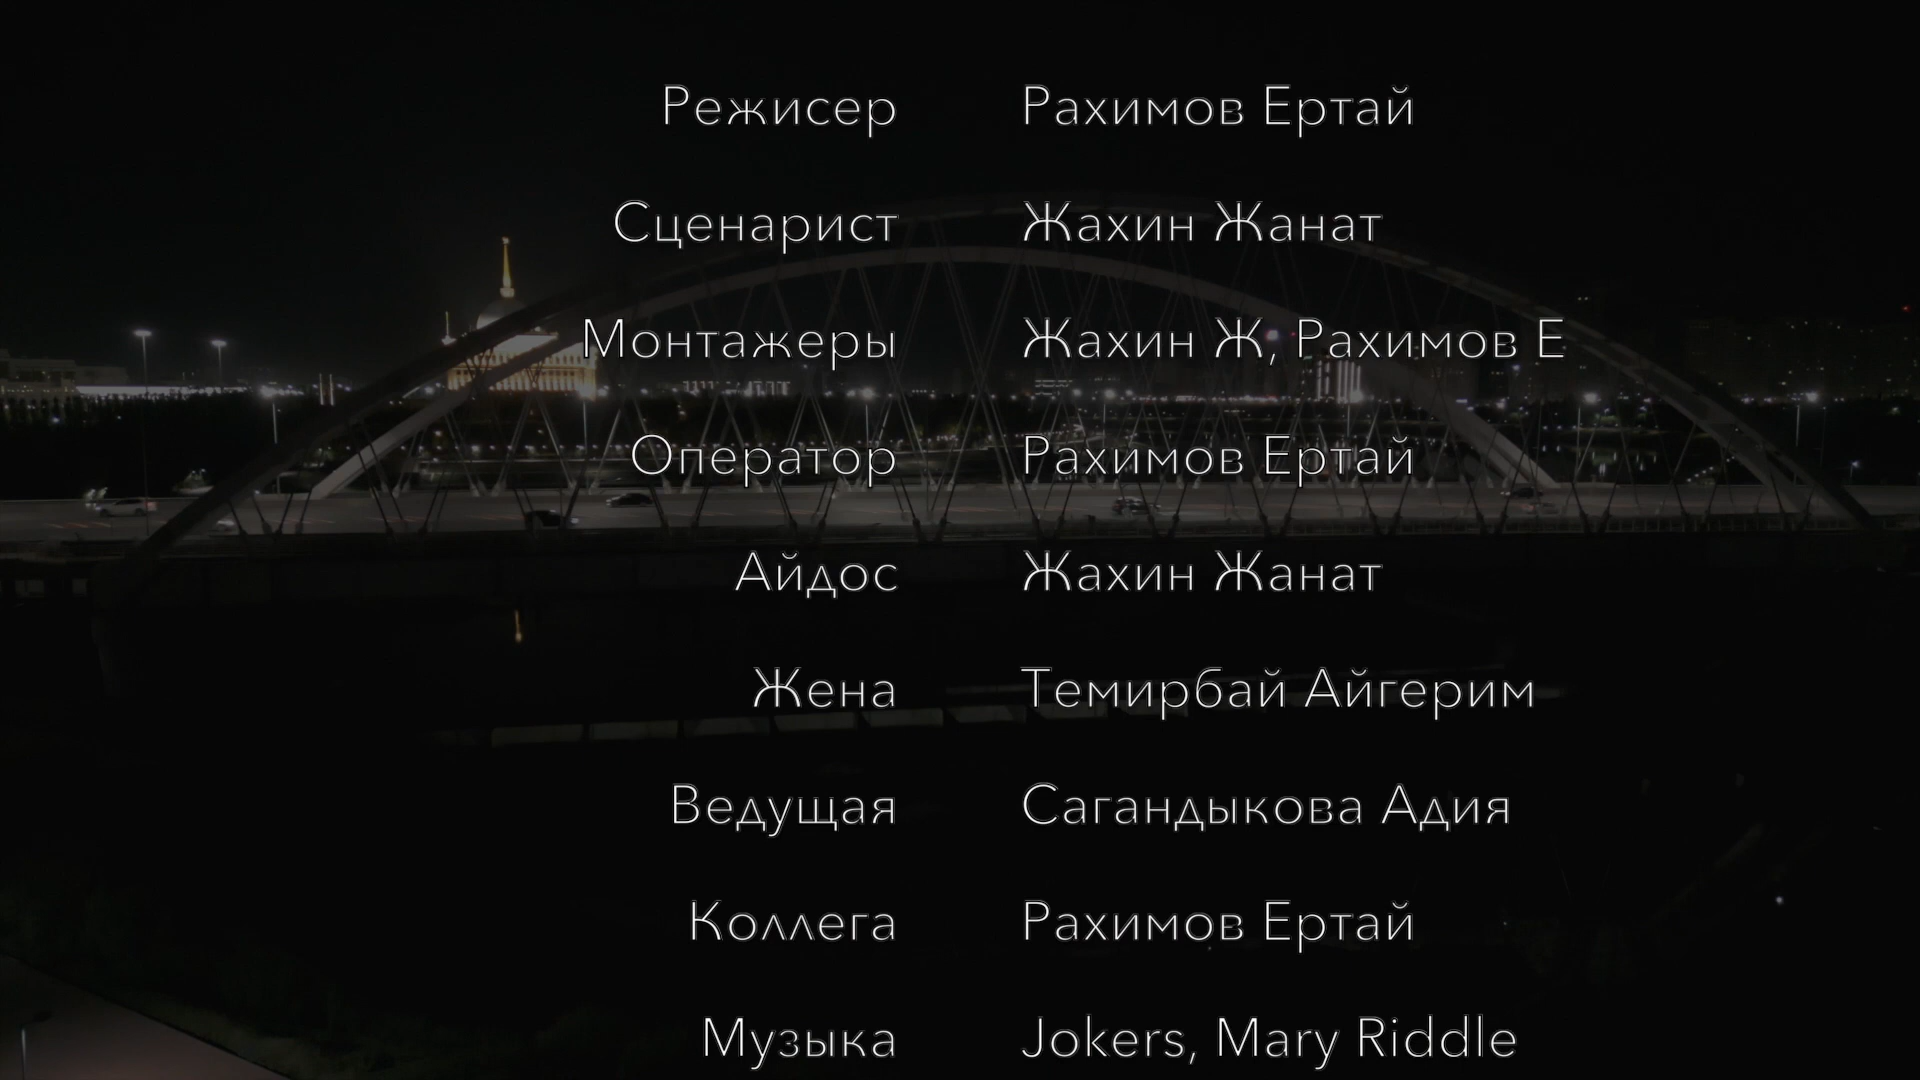 Режисер Рахимов Ертай
Сценарист Жахин Жанат
Монтажеры Жахин Ж, Рахимов Е
Оператор Рахимов Ертай
Айдос Жахин Жанат
Жена Темирбай Айгерим
Ведущая Сагандыкова Адия
Коллега Рахимов Ертай
Музыка Jokers, Mary Riddle